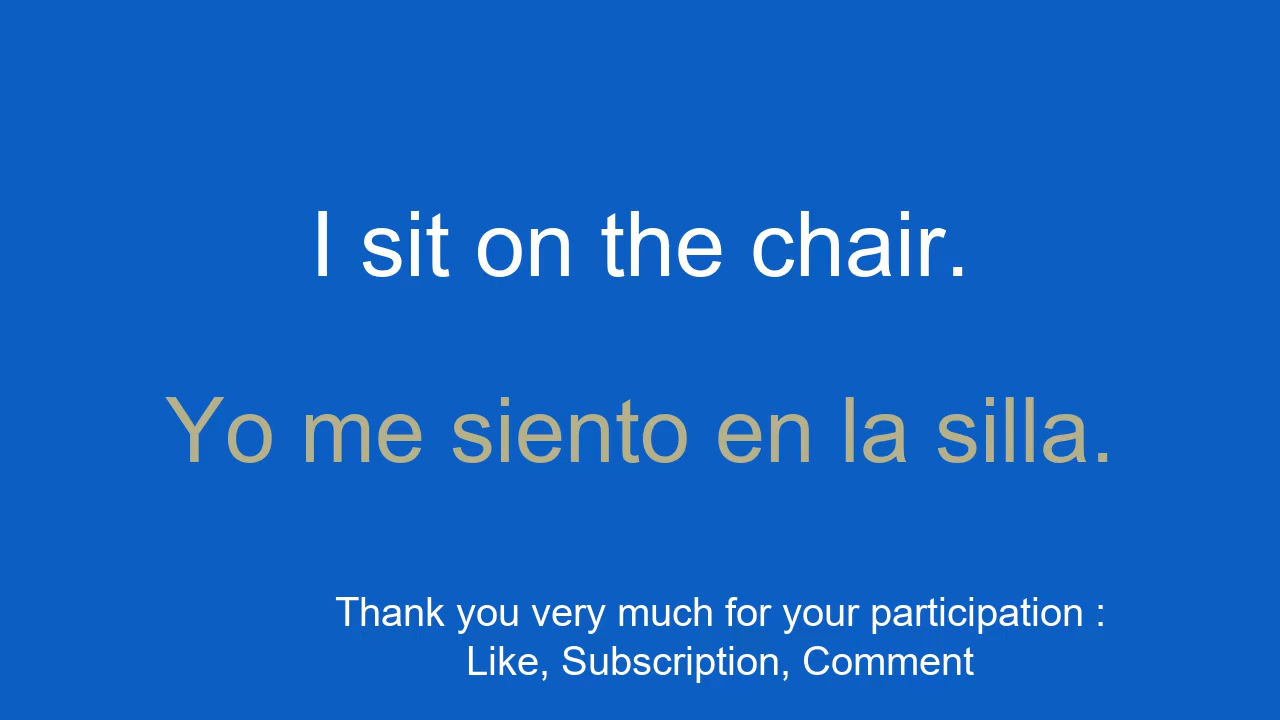 I sit on the chair.
Yo me siento en la silla.
Thank you very much for your participation :
Like, Subscription, Comment